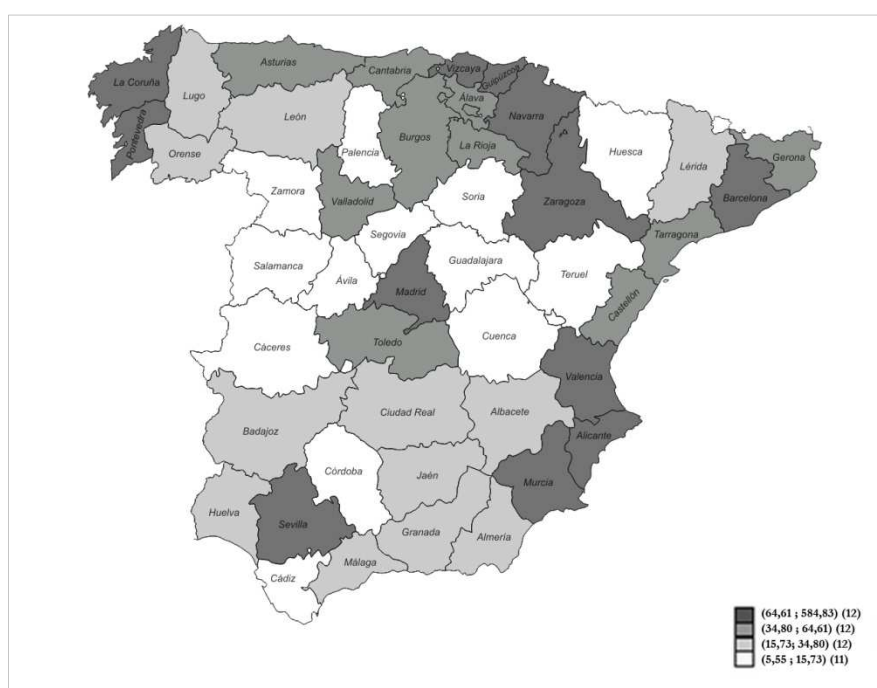 Asturias
Cantabria
Vizcaya
Guipúzcoa
La Coruña
Lugo
Álava
Navarra
León
Burgos
La Rioja
Palencia
Huesca
Lérida
Gerona
Pontevedra
Orense
Zamora
Valladolid
Soria
Zaragoza
Barcelona
Segovia
Tarragona
Salamanca
Ávila
Guadalajara
Teruel
Madrid
Castellón
Toledo
Cuenca
Cáceres
Valencia
Ciudad Real
Albacete
Badajoz
Alicante
Córdoba
Jaén
Murcia
Huelva
Sevilla
Granada
Almería
Málaga
Cádiz
(64,61 ; 584,83) (12)
(34,80 ; 64,61) (12)
(15,73; 34,80) (12)
(5,55 ; 15,73) (11)